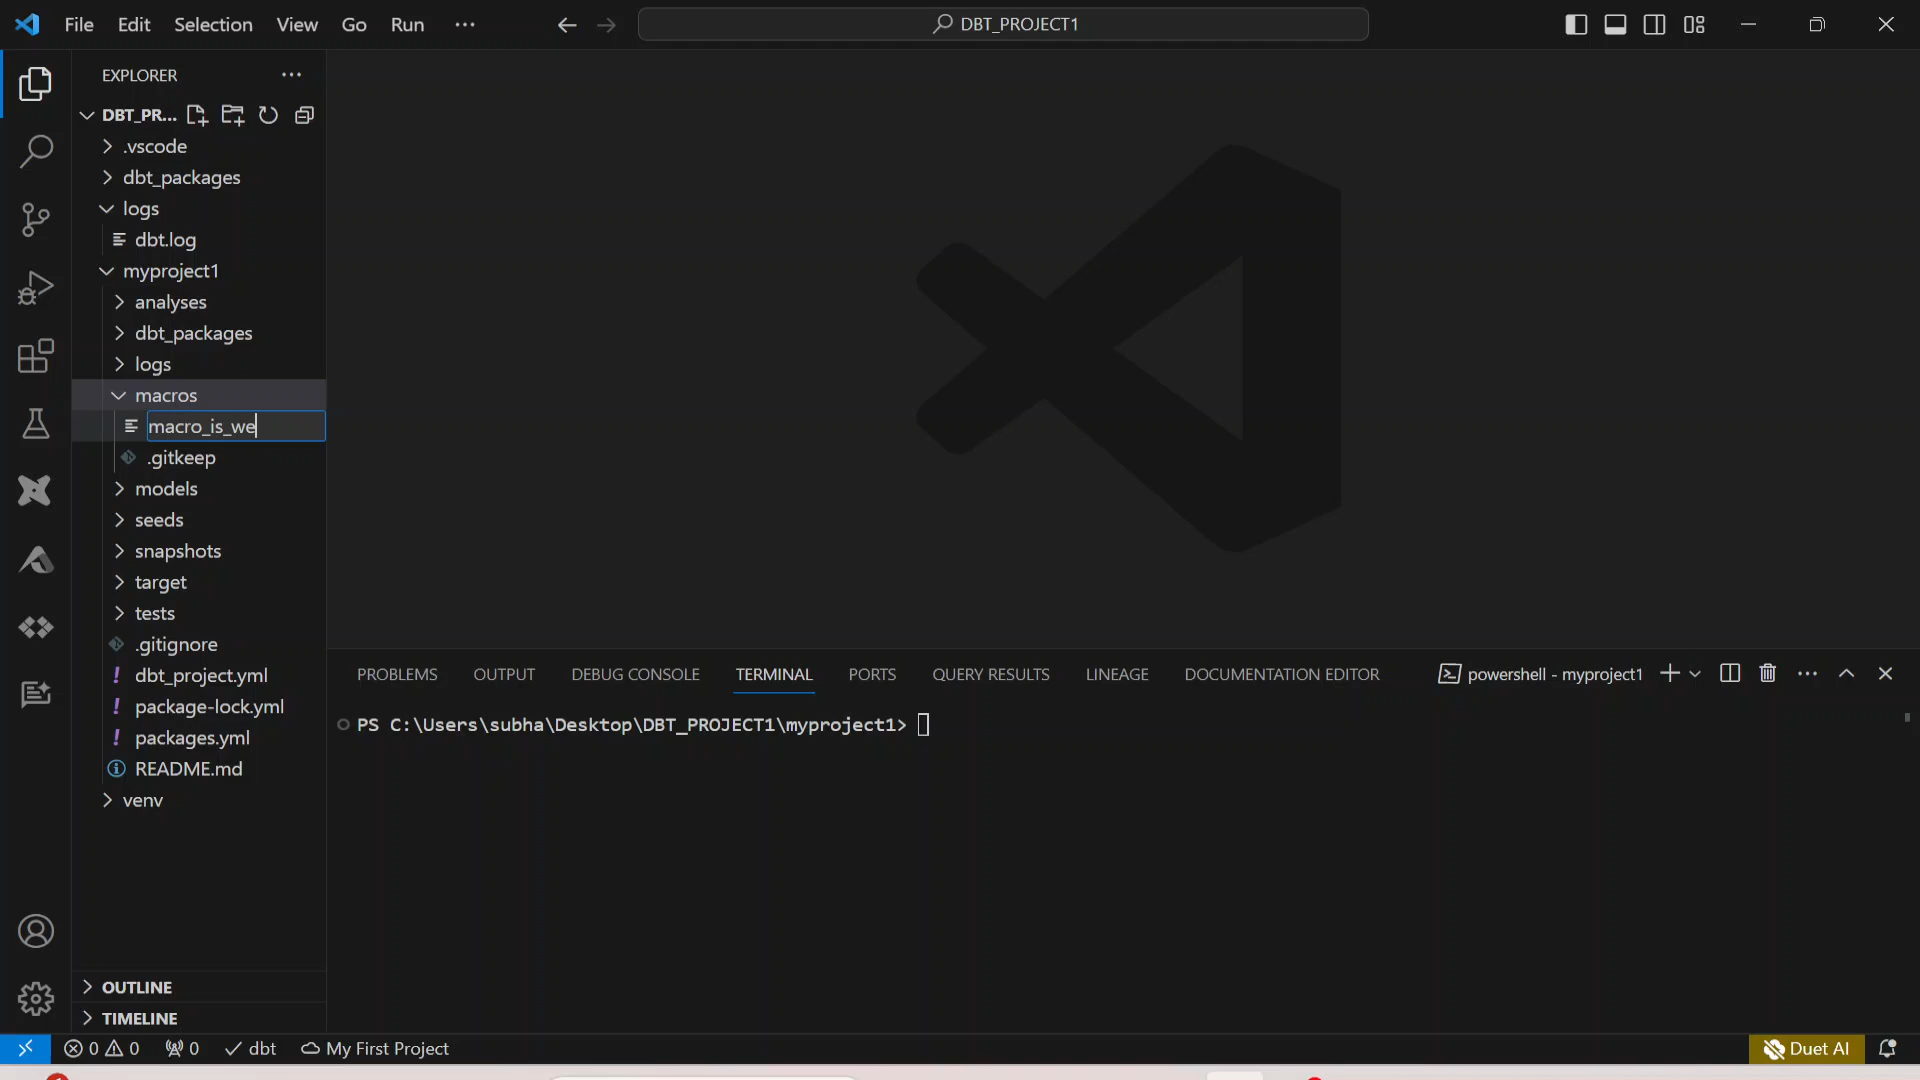 File Edit Selection View Go Run ···
DBT_PROJECT1
EXPLORER ···
DBT_PR...
.vscode
dbt_packages
logs
dbt.log
myproject1
analyses
dbt_packages
logs
macros
macro_is_we
.gitkeep
models
seeds
snapshots
target
tests
.gitignore
dbt_project.yml
package-lock.yml
packages.yml
README.md
venv
OUTLINE
TIMELINE
PROBLEMS OUTPUT DEBUG CONSOLE TERMINAL PORTS QUERY RESULTS LINEAGE DOCUMENTATION EDITOR powershell - myproject1 ···
PS C:\Users\subha\Desktop\DBT_PROJECT1\myproject1>
0 0 0 dbt My First Project Duet AI